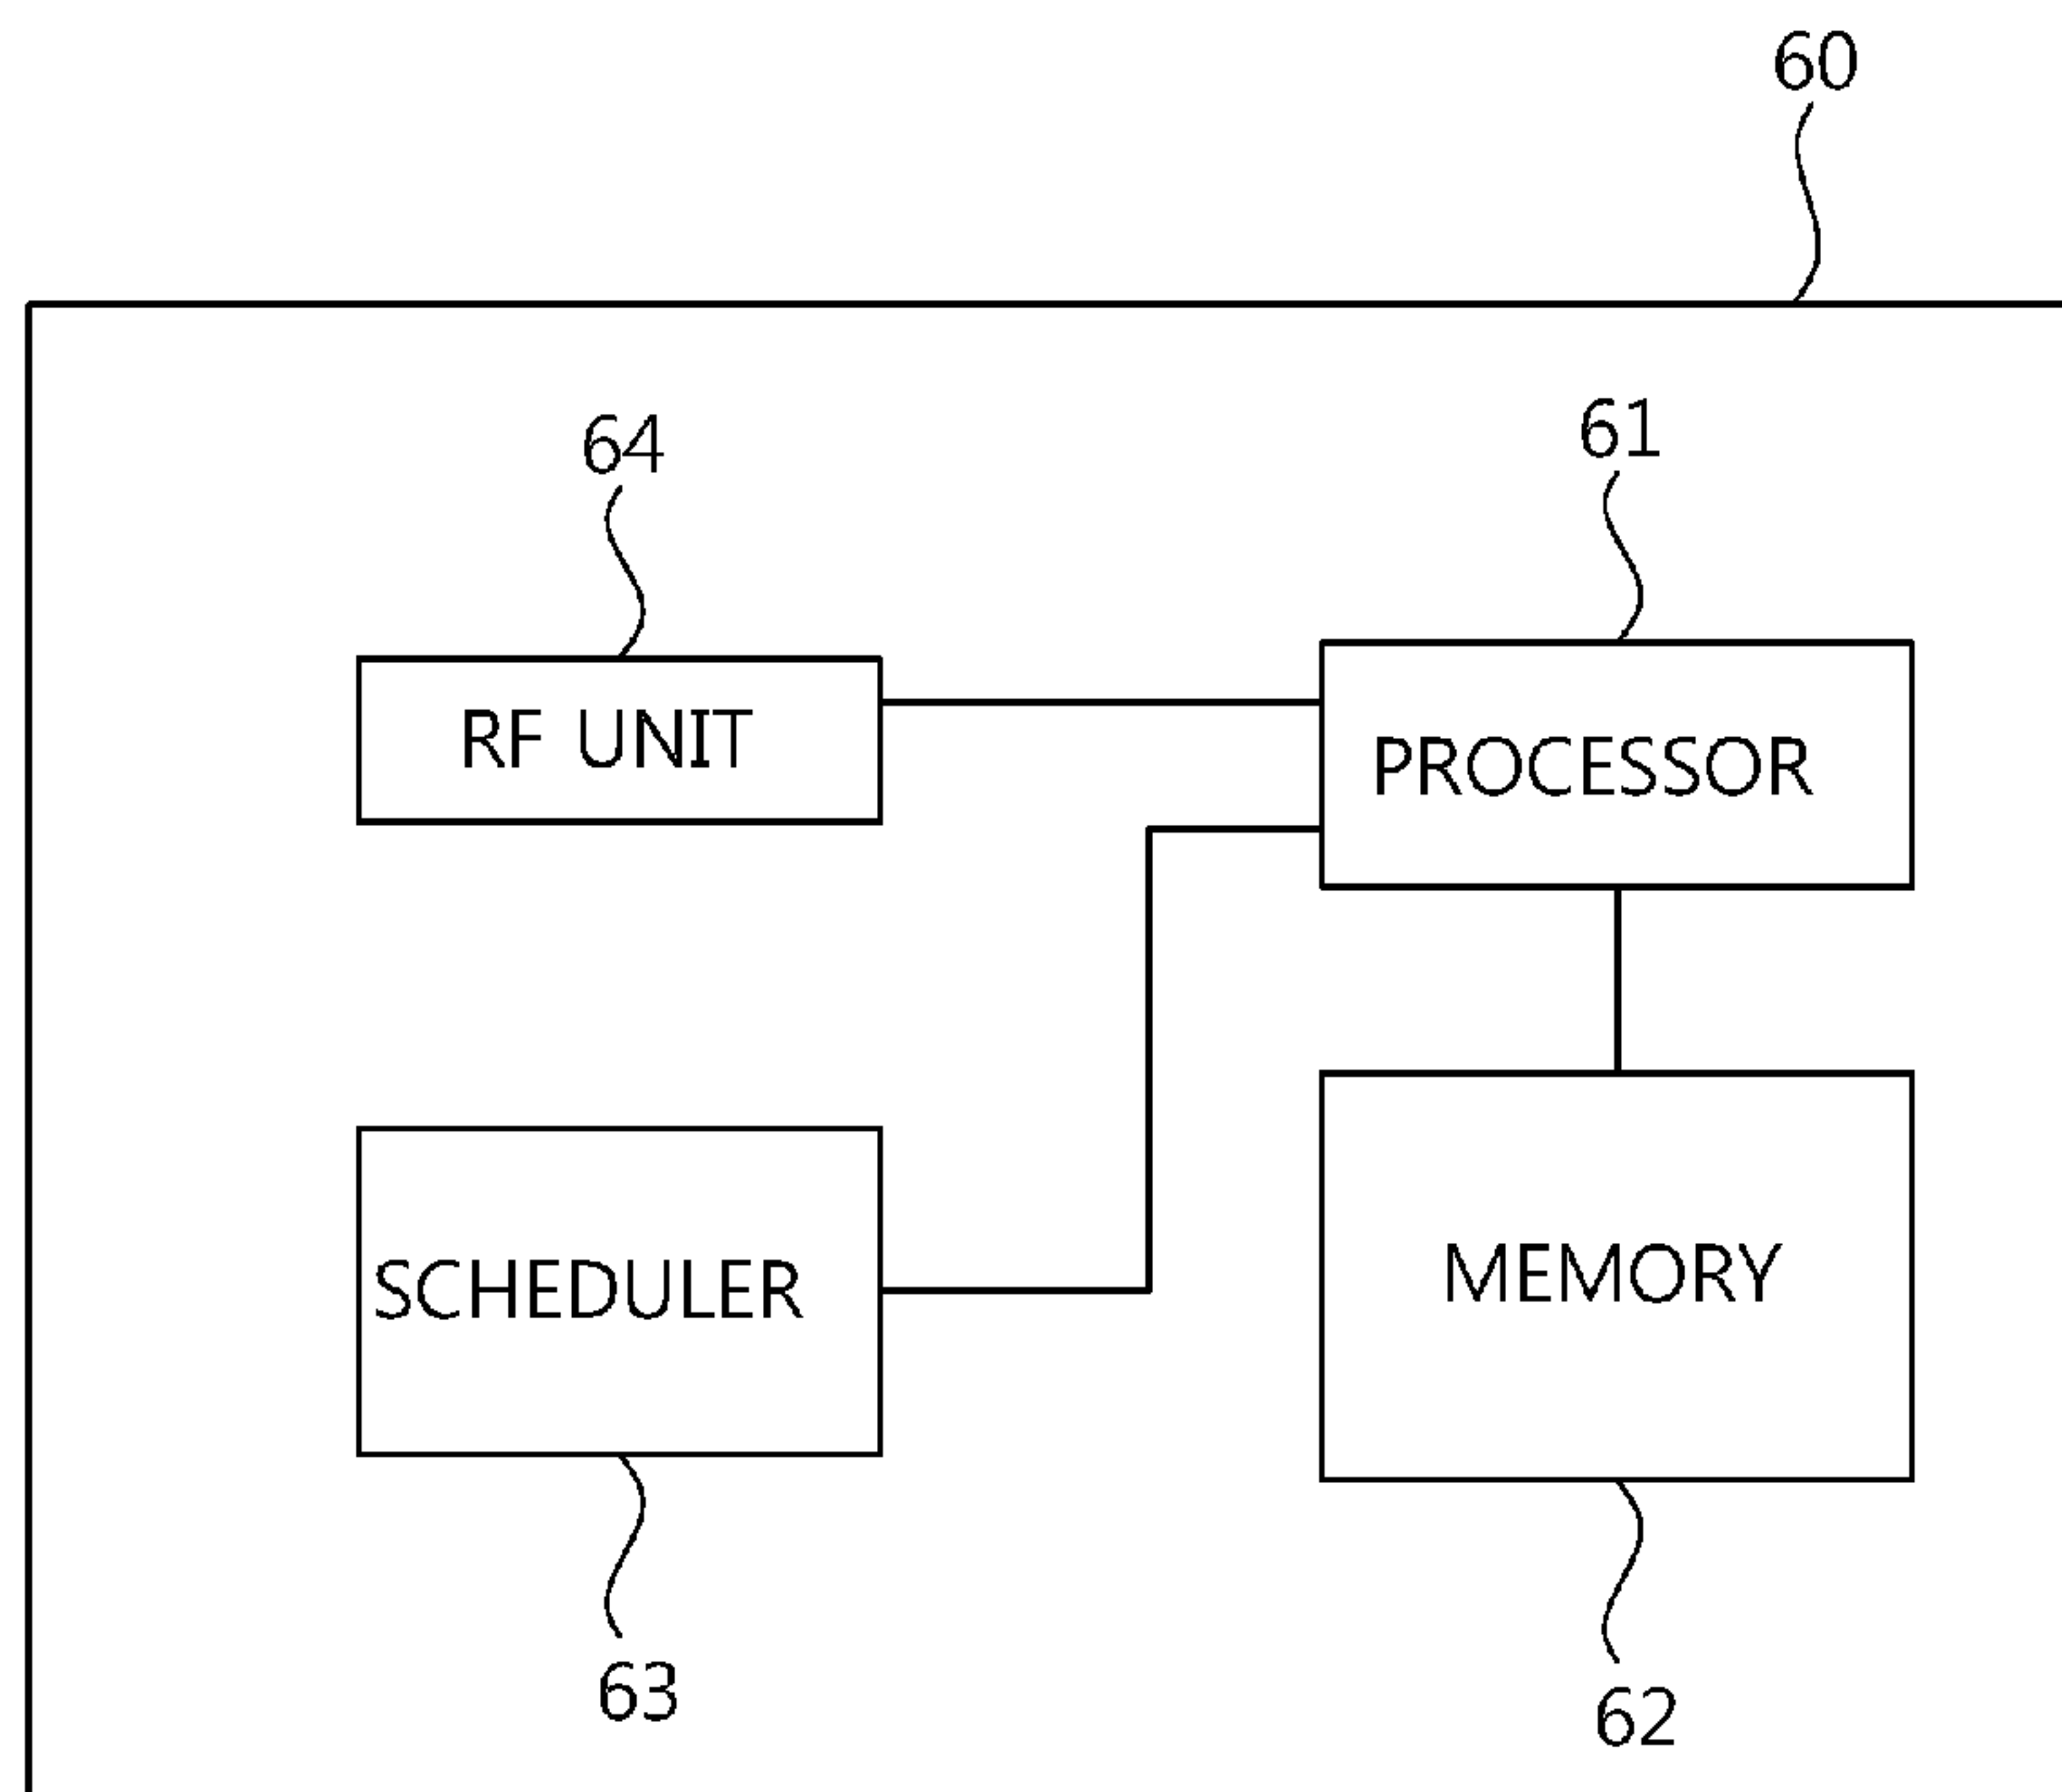 60
64
61
RF UNIT
PROCESSOR
SCHEDULER
MEMORY
63
62